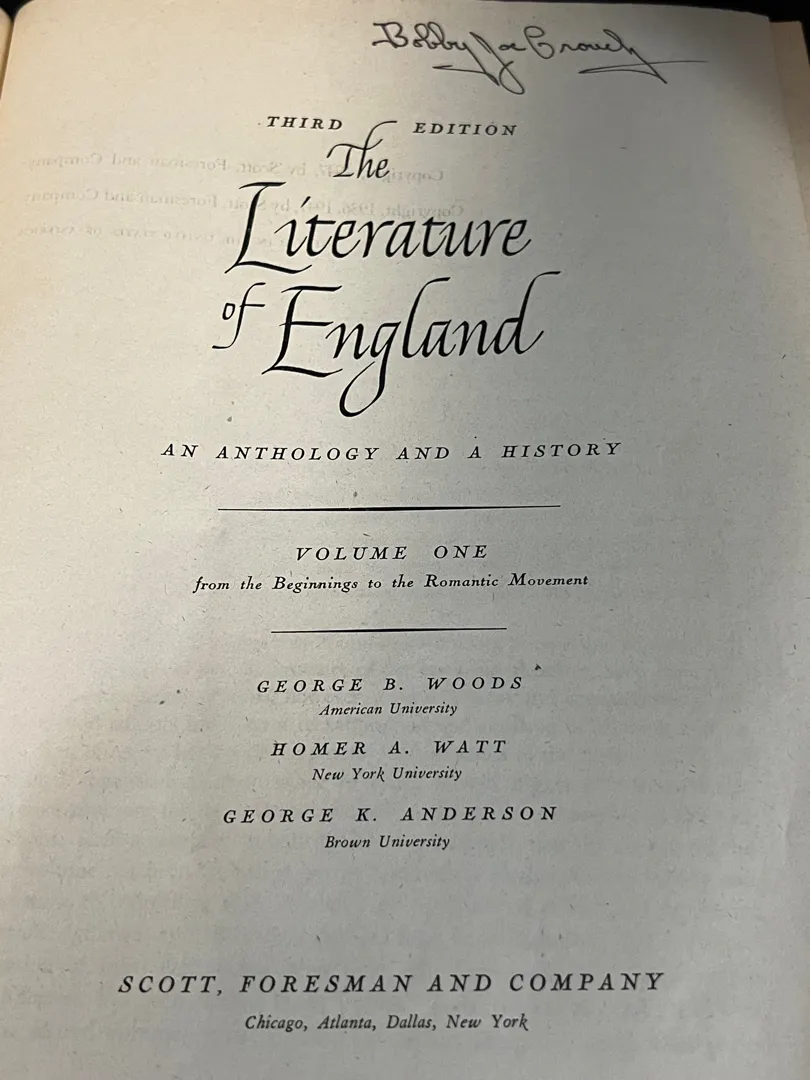 Bobby Joe Crouch
THIRD EDITION
The
Literature
of England
AN ANTHOLOGY AND A HISTORY
VOLUME ONE
from the Beginnings to the Romantic Movement
GEORGE B. WOODS
American University
HOMER A. WATT
New York University
GEORGE K. ANDERSON
Brown University
SCOTT, FORESMAN AND COMPANY
Chicago, Atlanta, Dallas, New York